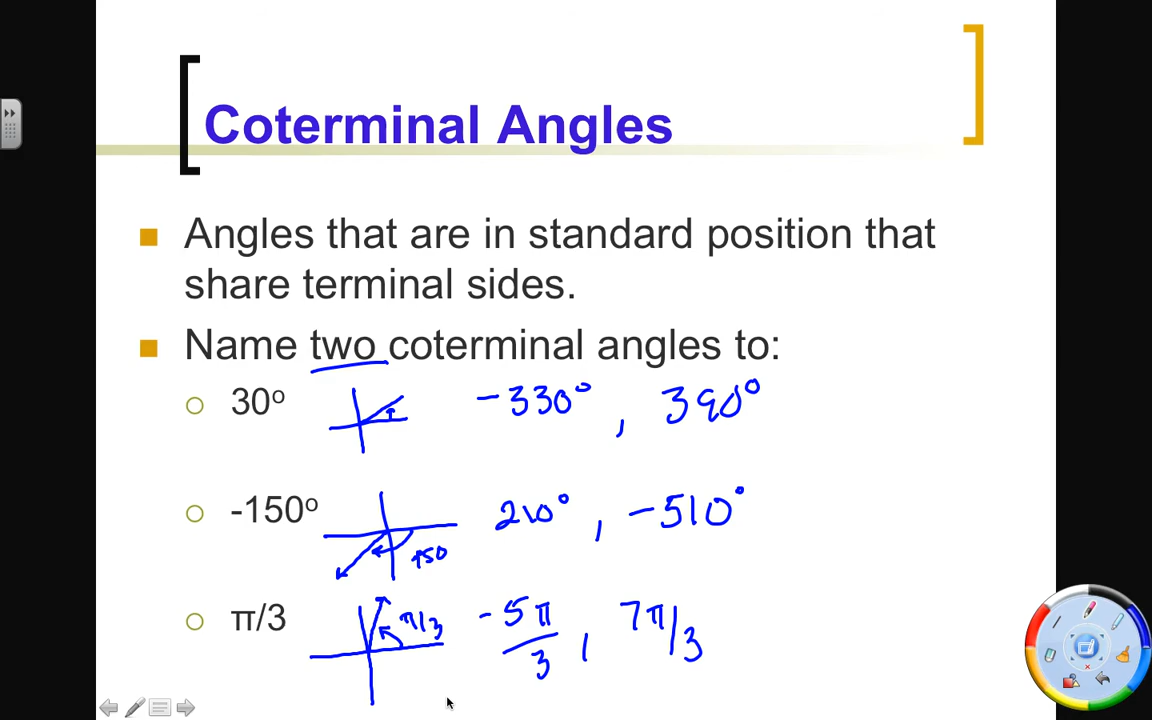 Coterminal Angles
Angles that are in standard position that
share terminal sides.
Name two coterminal angles to:
30° -330° , 390°
-150° 150 210° , -510°
π/3 π/3 -5π/3 , 7π/3